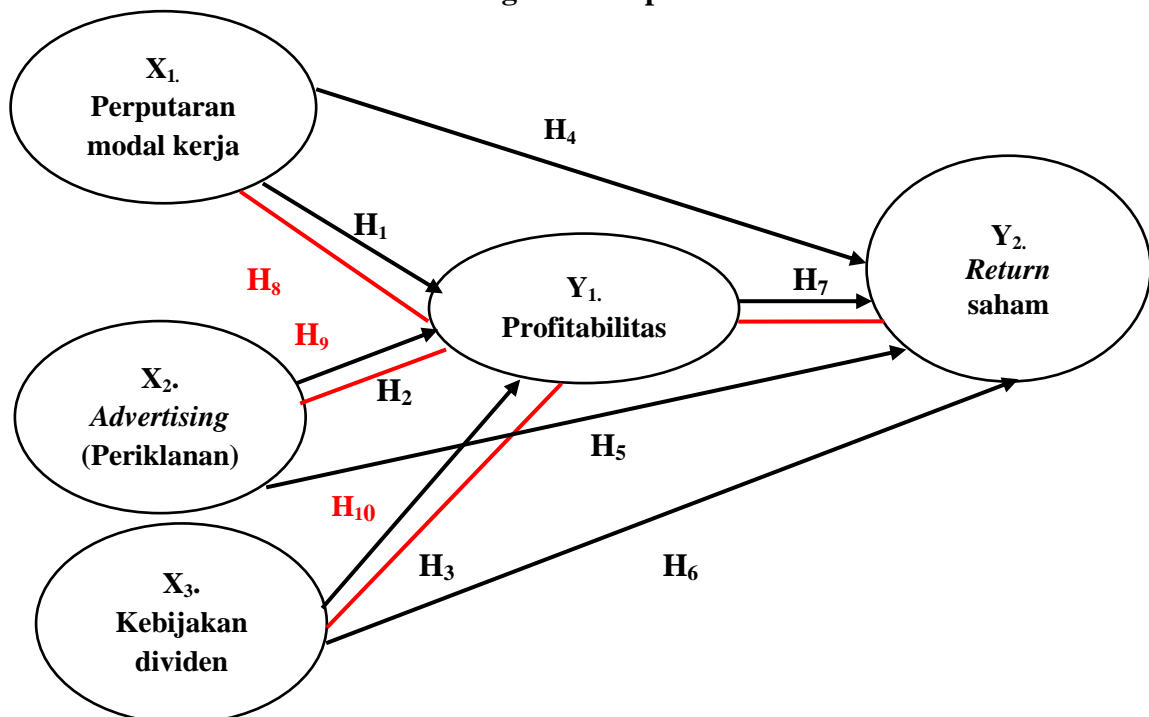 X1.
Perputaran
modal kerja
H4
H1
H8
Y2.
Return
saham
Y1.
Profitabilitas
H7
H9
X2.
Advertising
(Periklanan)
H2
H5
H10
H3
H6
X3.
Kebijakan
dividen